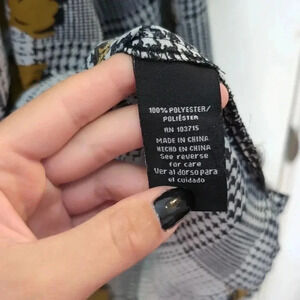 100% POLYESTER/
POLIÉSTER
RN 103715
MADE IN CHINA
HECHO EN CHINA
See reverse
for care
Ver al dorso para
el cuidado